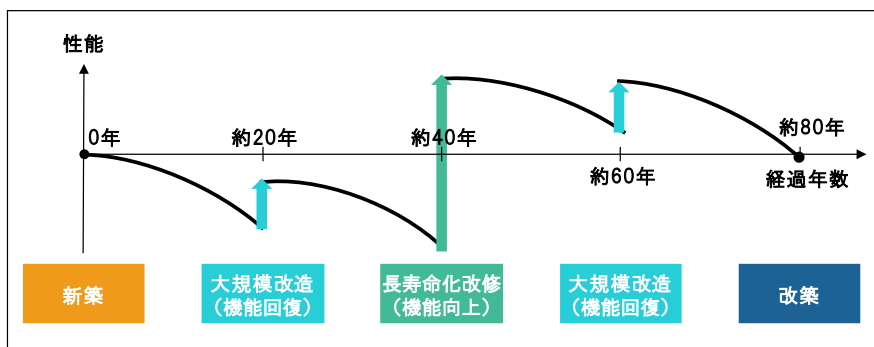 性能
0年
約20年
約40年
約60年
約80年
経過年数
新築
大規模改造
（機能回復）
長寿命化改修
（機能向上）
大規模改造
（機能回復）
改築